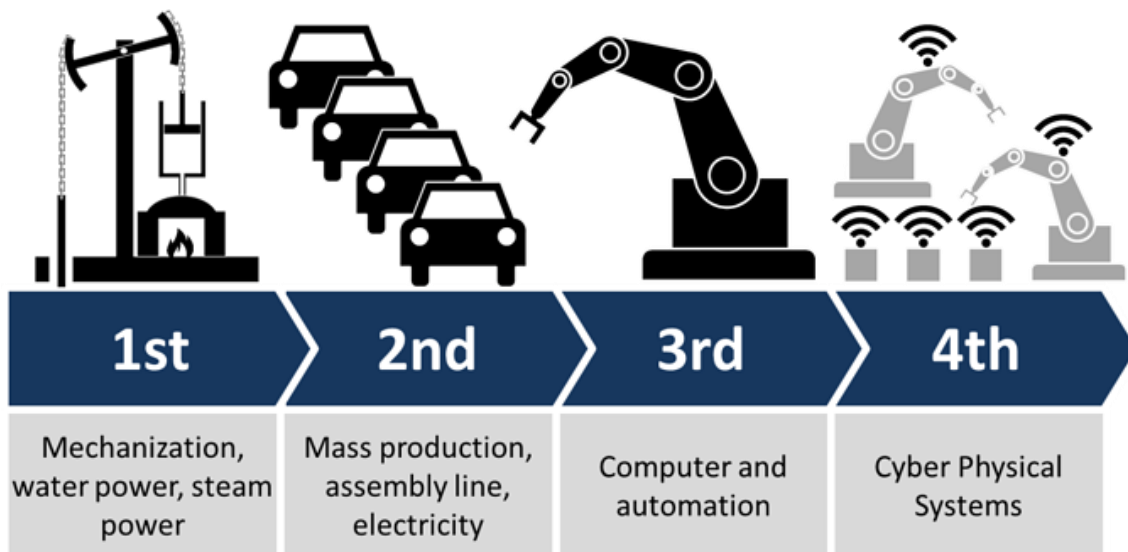 1st
2nd
3rd
4th
Mechanization,
water power, steam
power
Mass production,
assembly line,
electricity
Computer and
automation
Cyber Physical
Systems